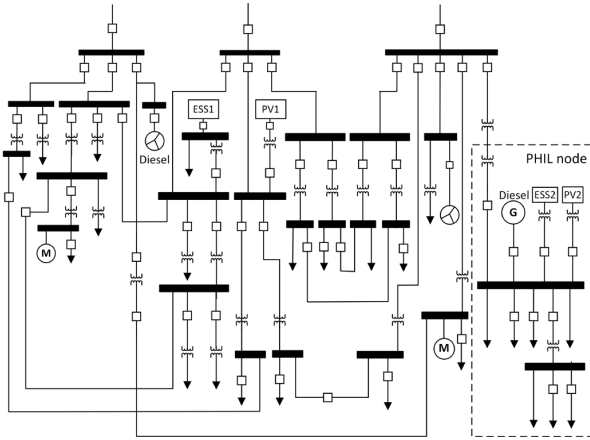 ESS1
PV1
Diesel
PHIL node
Diesel
ESS2
PV2
G
M
M